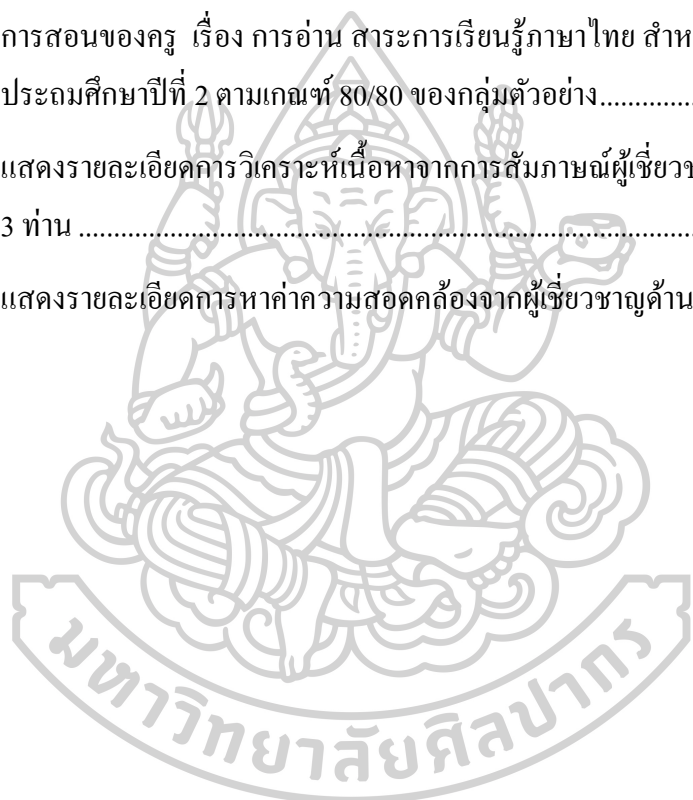 การสอนของครู เรื่อง การอ่าน สาระการเรียนรู้ภาษาไทย สำห
ประถมศึกษาปีที่ 2 ตามเกณฑ์ 80/80 ของกลุ่มตัวอย่าง..............
แสดงรายละเอียดการวิเคราะห์เนื้อหาจากการสัมภาษณ์ผู้เชี่ยวช
3 ท่าน ........................................................................................
แสดงรายละเอียดการหาค่าความสอดคล้องจากผู้เชี่ยวชาญด้าน
มหาวิทยาลัยศิลปากร